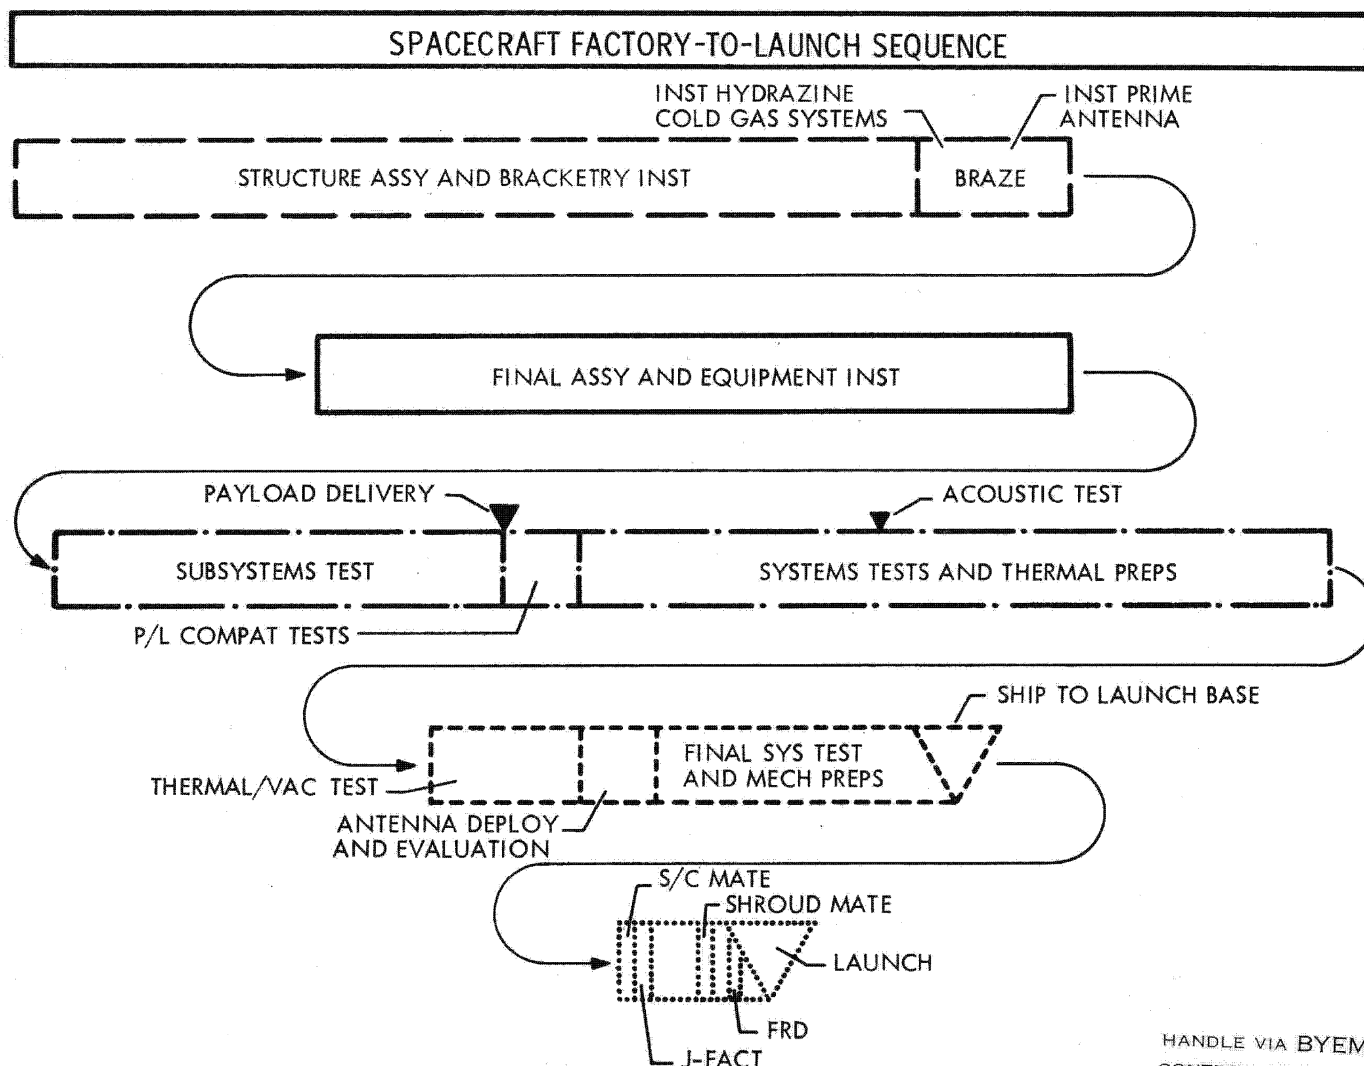 SPACECRAFT FACTORY-TO-LAUNCH SEQUENCE
INST HYDRAZINE
COLD GAS SYSTEMS
INST PRIME
ANTENNA
STRUCTURE ASSY AND BRACKETRY INST
BRAZE
FINAL ASSY AND EQUIPMENT INST
PAYLOAD DELIVERY
ACOUSTIC TEST
SUBSYSTEMS TEST
SYSTEMS TESTS AND THERMAL PREPS
P/L COMPAT TESTS
SHIP TO LAUNCH BASE
FINAL SYS TEST
AND MECH PREPS
THERMAL/VAC TEST
ANTENNA DEPLOY
AND EVALUATION
S/C MATE
SHROUD MATE
LAUNCH
FRD
J-FACT
HANDLE VIA BYEM